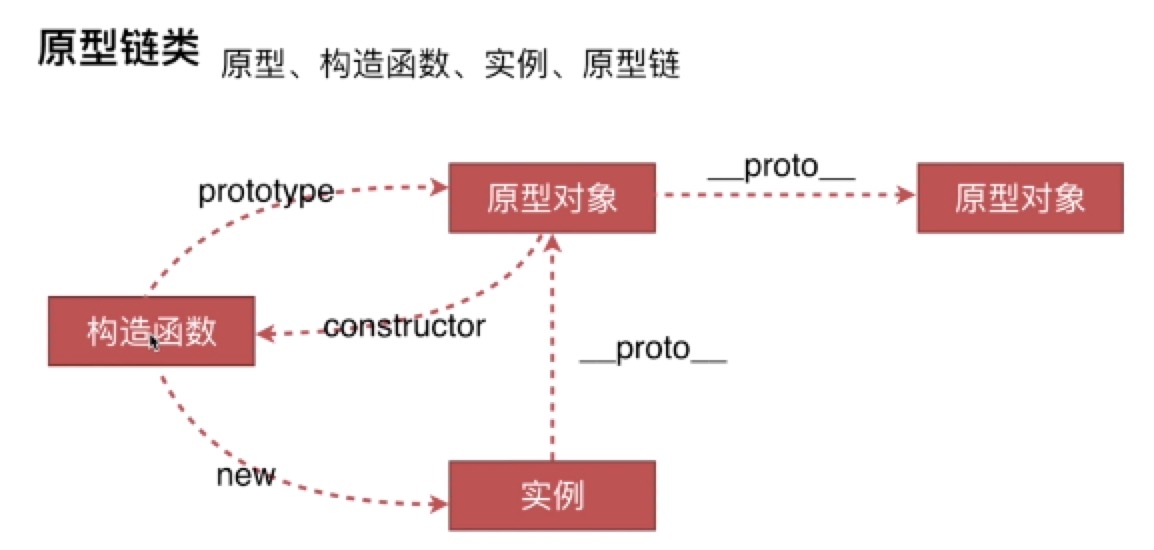 原型链类 原型、构造函数、实例、原型链
__proto__
prototype
原型对象
原型对象
构造函数
constructor
__proto__
new
实例